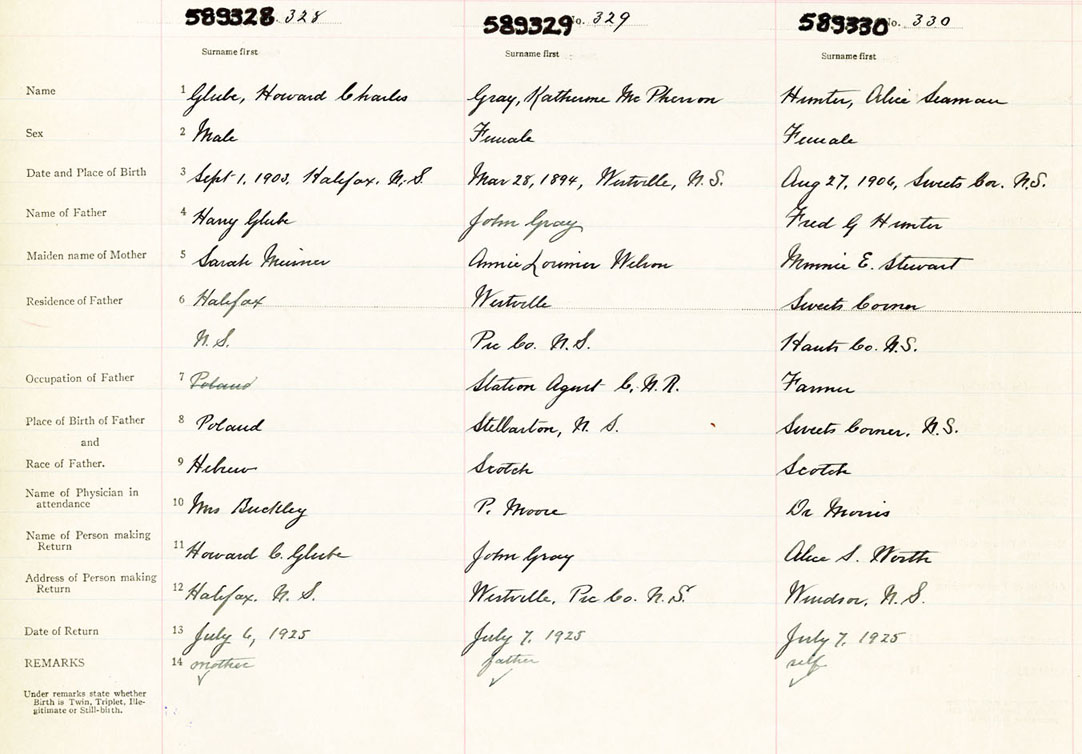 589328. 328 589329 No. 329 589330 No. 330
Surname first Surname first Surname first
Name 1 Glube, Howard Charles Gray, Katherine McPherson Hunter, Alice Seaman
Sex 2 Male Female Female
Date and Place of Birth 3 Sept 1, 1903, Halifax. N.S. Mar 28, 1894, Westville, N.S. Aug 27, 1906, Sweets Cor. N.S.
Name of Father 4 Harry Glube John Gray Fred G Hunter
Maiden name of Mother 5 Sarah Annie Lorimer Wilson Minnie E. Stewart
Residence of Father 6 Halifax Westville Sweets Corner
N.S. Pic Co. N.S. Hants Co. N.S.
Occupation of Father 7 Poland Station Agent C.N.R. Farmer
Place of Birth of Father 8 Poland Stellarton, N.S. Sweets Corner. N.S.
and
Race of Father. 9 Hebrew Scotch Scotch
Name of Physician in
attendance 10 Mrs Buckley P. Moore Dr Morris
Name of Person making
Return 11 Howard C. Glube John Gray Alice S. Worth
Address of Person making
Return 12 Halifax. N.S. Westville, Pic Co. N.S. Windsor, N.S.
Date of Return 13 July 6, 1925 July 7. 1925 July 7. 1925
REMARKS 14 mother father self
Under remarks state whether
Birth is Twin, Triplet, Ille-
gitimate or Still-birth.